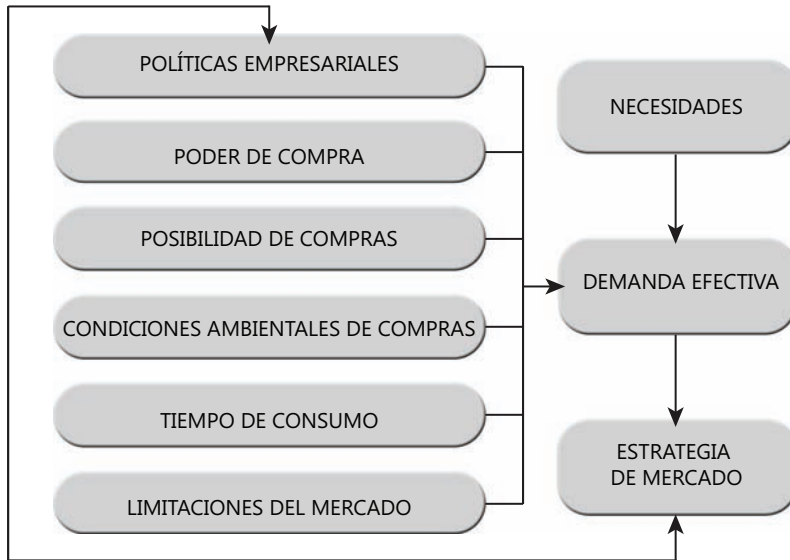 POLÍTICAS EMPRESARIALES
PODER DE COMPRA
POSIBILIDAD DE COMPRAS
CONDICIONES AMBIENTALES DE COMPRAS
TIEMPO DE CONSUMO
LIMITACIONES DEL MERCADO
NECESIDADES
DEMANDA EFECTIVA
ESTRATEGIA
DE MERCADO